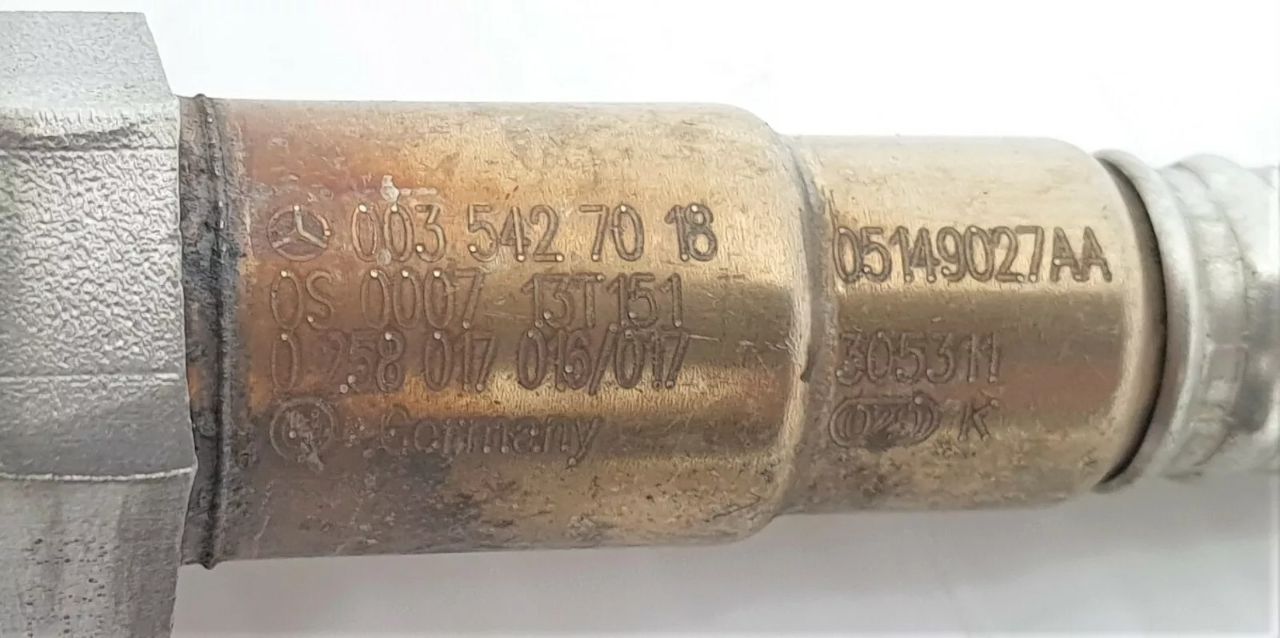 003 542 70 18
0S 0007 13T151
0 258 017 016/017
Germany
05149027AA
305311
K